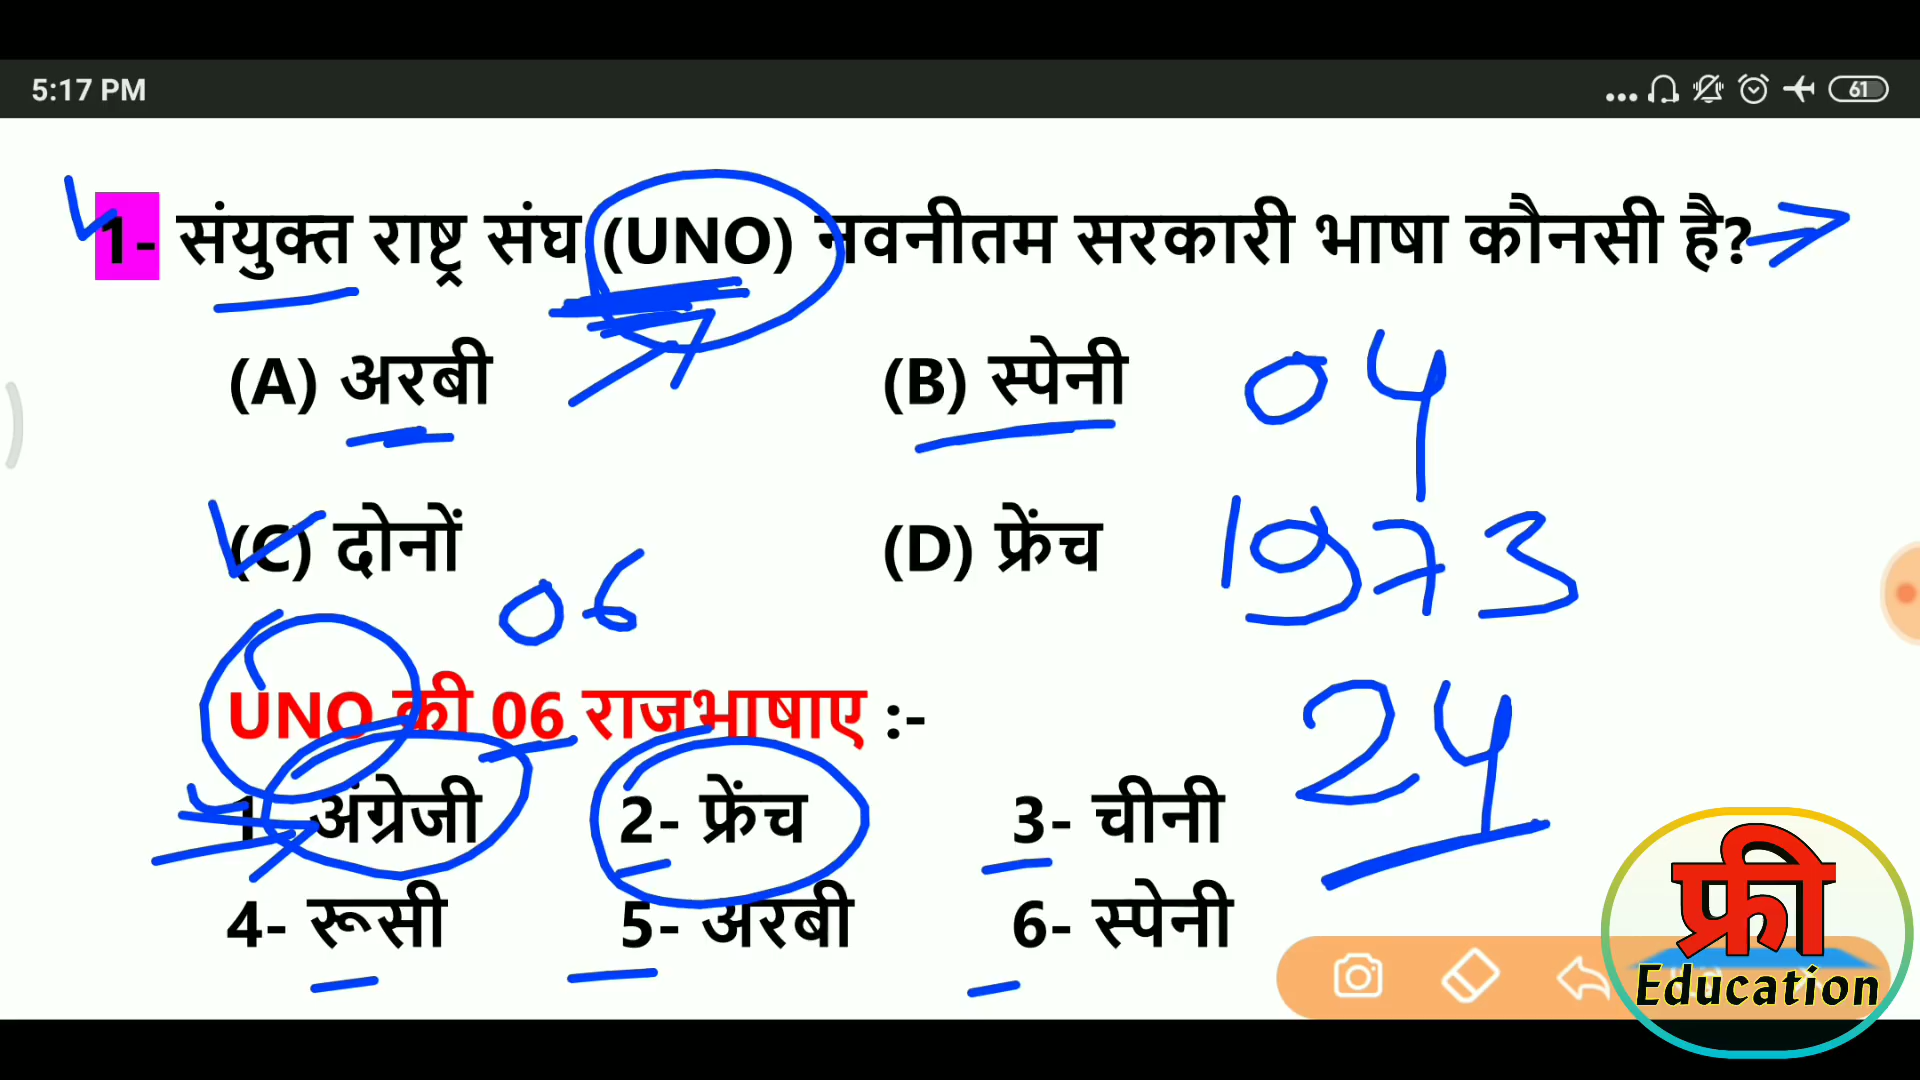 5:17 PM
61
1- संयुक्त राष्ट्र संघ (UNO) नवनीतम सरकारी भाषा कौनसी है?
(A) अरबी (B) स्पेनी
04
(C) दोनों (D) फ्रेंच
1973
06
UNO की 06 राजभाषाए :-
24
1- अंग्रेजी 2- फ्रेंच 3- चीनी
4- रूसी 5- अरबी 6- स्पेनी
फ्री
Education